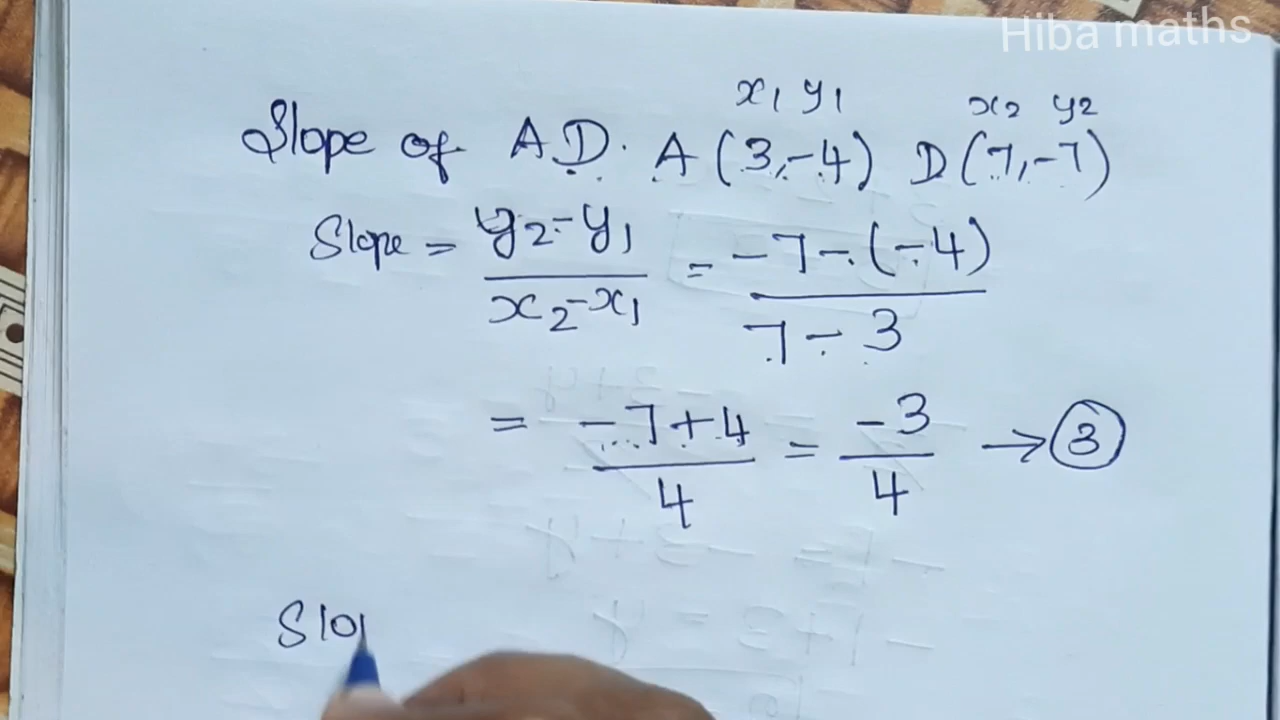 Hiba maths
x₁ y₁ x₂ y₂
Slope of AD. A (3,-4) D(7,-7)
Slope = y₂-y₁ / x₂-x₁ = -7-(-4) / 7-3
= -7+4 / 4 = -3 / 4 → ③
Slo